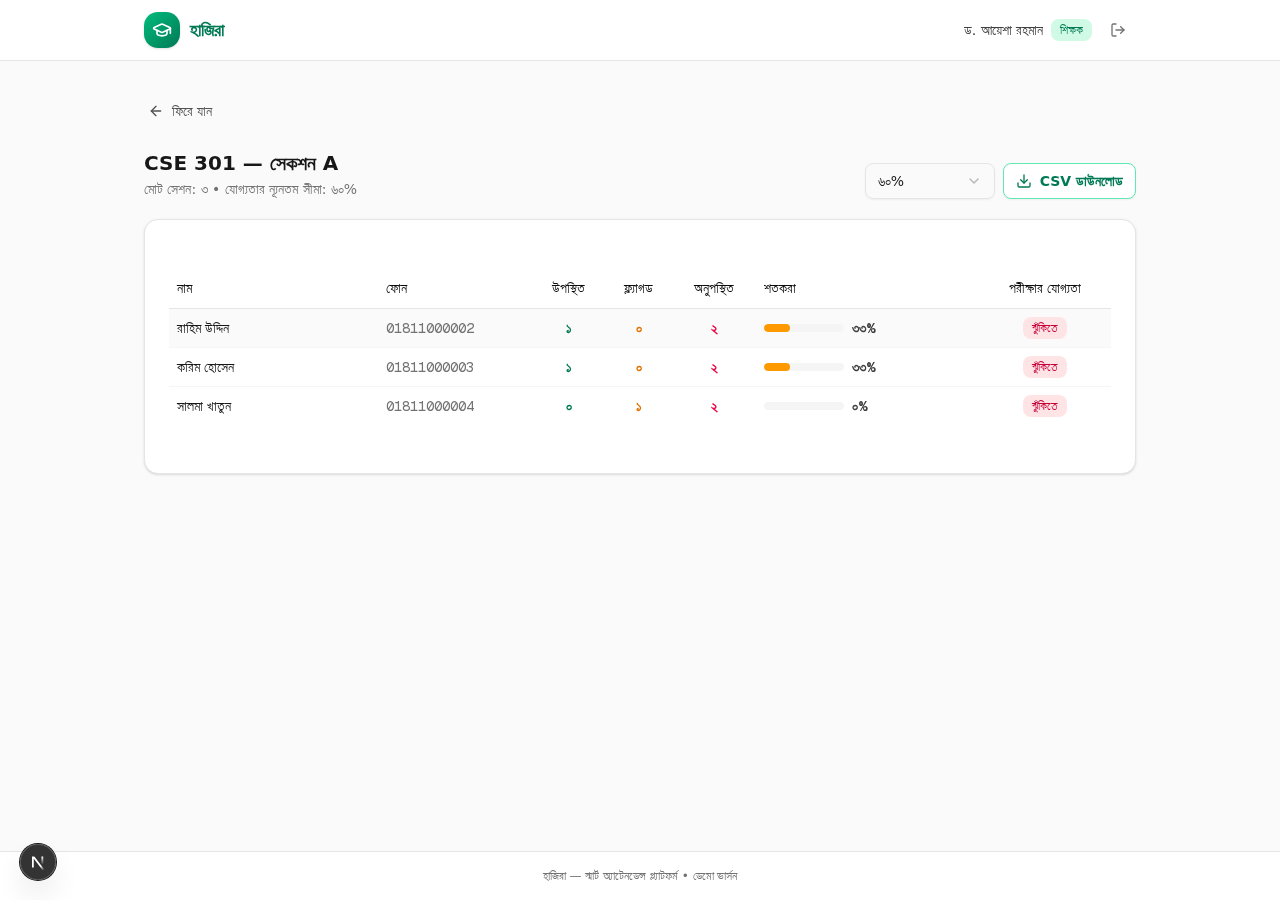 হাজিরা
ড. আয়েশা রহমান শিক্ষক
ফিরে যান
CSE 301 — সেকশন A
মোট সেশন: ৩ • যোগ্যতার ন্যূনতম সীমা: ৬০%
৬০% CSV ডাউনলোড
নাম ফোন উপস্থিত ফ্ল্যাগড অনুপস্থিত শতকরা পরীক্ষার যোগ্যতা
রাহিম উদ্দিন 01811000002 ১ ০ ২ ৩৩% ঝুঁকিতে
করিম হোসেন 01811000003 ১ ০ ২ ৩৩% ঝুঁকিতে
সালমা খাতুন 01811000004 ০ ১ ২ ০% ঝুঁকিতে
হাজিরা — স্মার্ট অ্যাটেনডেন্স প্ল্যাটফর্ম • ডেমো ভার্সন